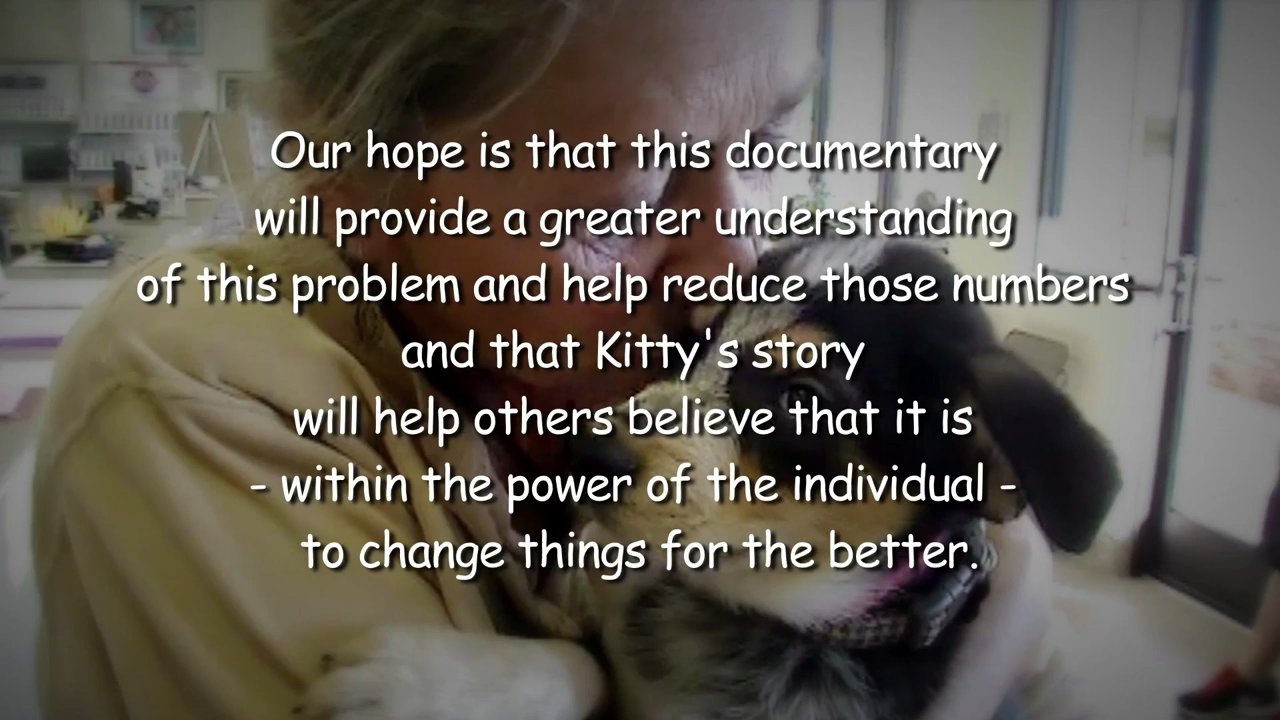 Our hope is that this documentary
will provide a greater understanding
of this problem and help reduce those numbers
and that Kitty's story
will help others believe that it is
- within the power of the individual -
to change things for the better.